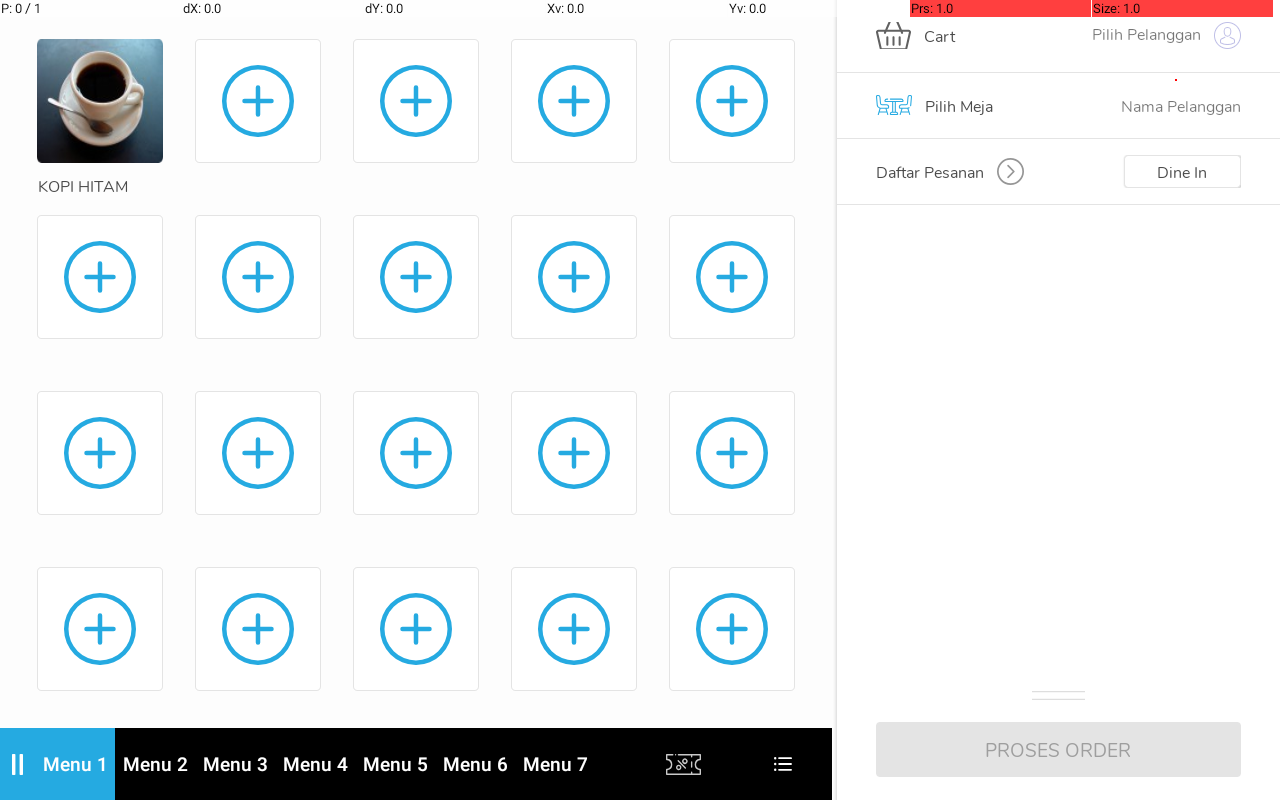 P: 0 / 1 dX: 0.0 dY: 0.0 Xv: 0.0 Yv: 0.0 Prs: 1.0 Size: 1.0
Cart Pilih Pelanggan
Pilih Meja Nama Pelanggan
Daftar Pesanan Dine In
KOPI HITAM
PROSES ORDER
Menu 1 Menu 2 Menu 3 Menu 4 Menu 5 Menu 6 Menu 7